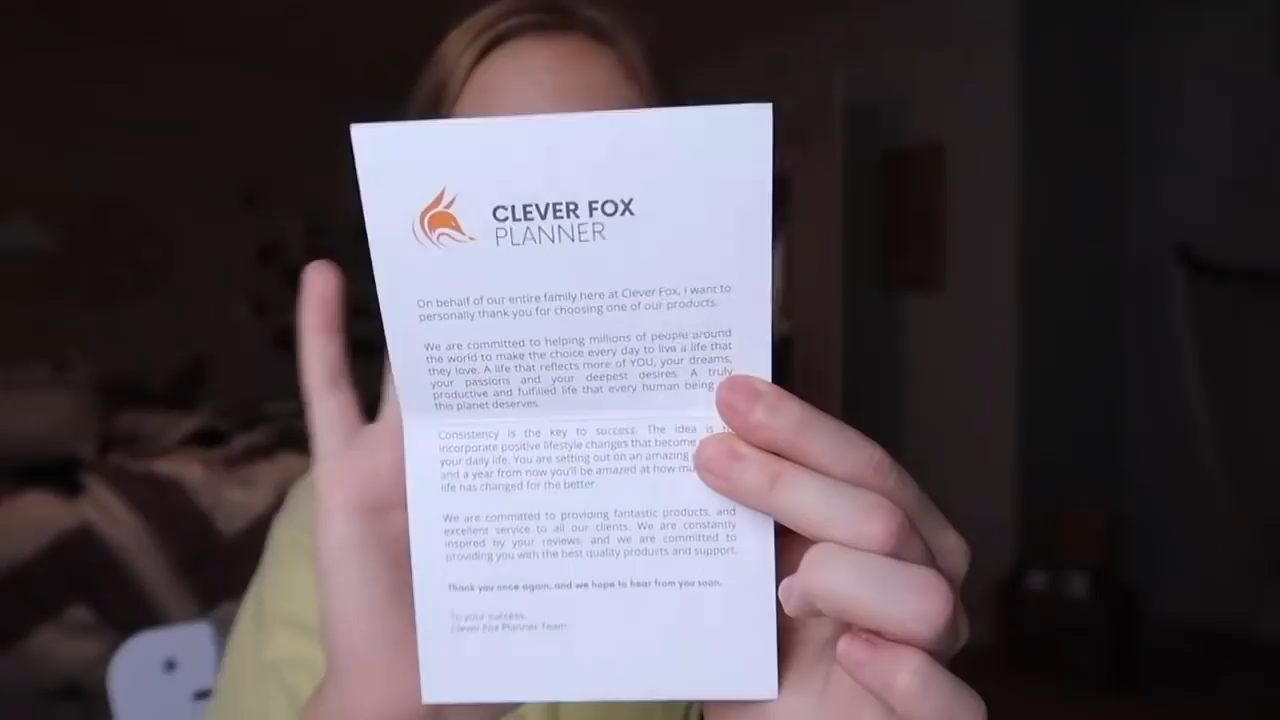 CLEVER FOX
PLANNER
On behalf of our entire family here at Clever Fox, I want to
personally thank you for choosing one of our products.
We are committed to helping millions of people around
the world to make the choice every day to live a life that
they love. A life that reflects more of YOU, your dreams,
your passions and your deepest desires. A truly
productive and fulfilled life that every human being
this planet deserves.
Consistency is the key to success. The idea is to
incorporate positive lifestyle changes that become
your daily life. You are setting out on an amazing
and a year from now you'll be amazed at how
life has changed for the better.
We are committed to providing fantastic products, and
excellent service to all our clients. We are constantly
inspired by your reviews, and we are committed to
providing you with the best quality products and support.
Thank you once again, and we hope to hear from you soon.
To your success,
Clever Fox Planner Team